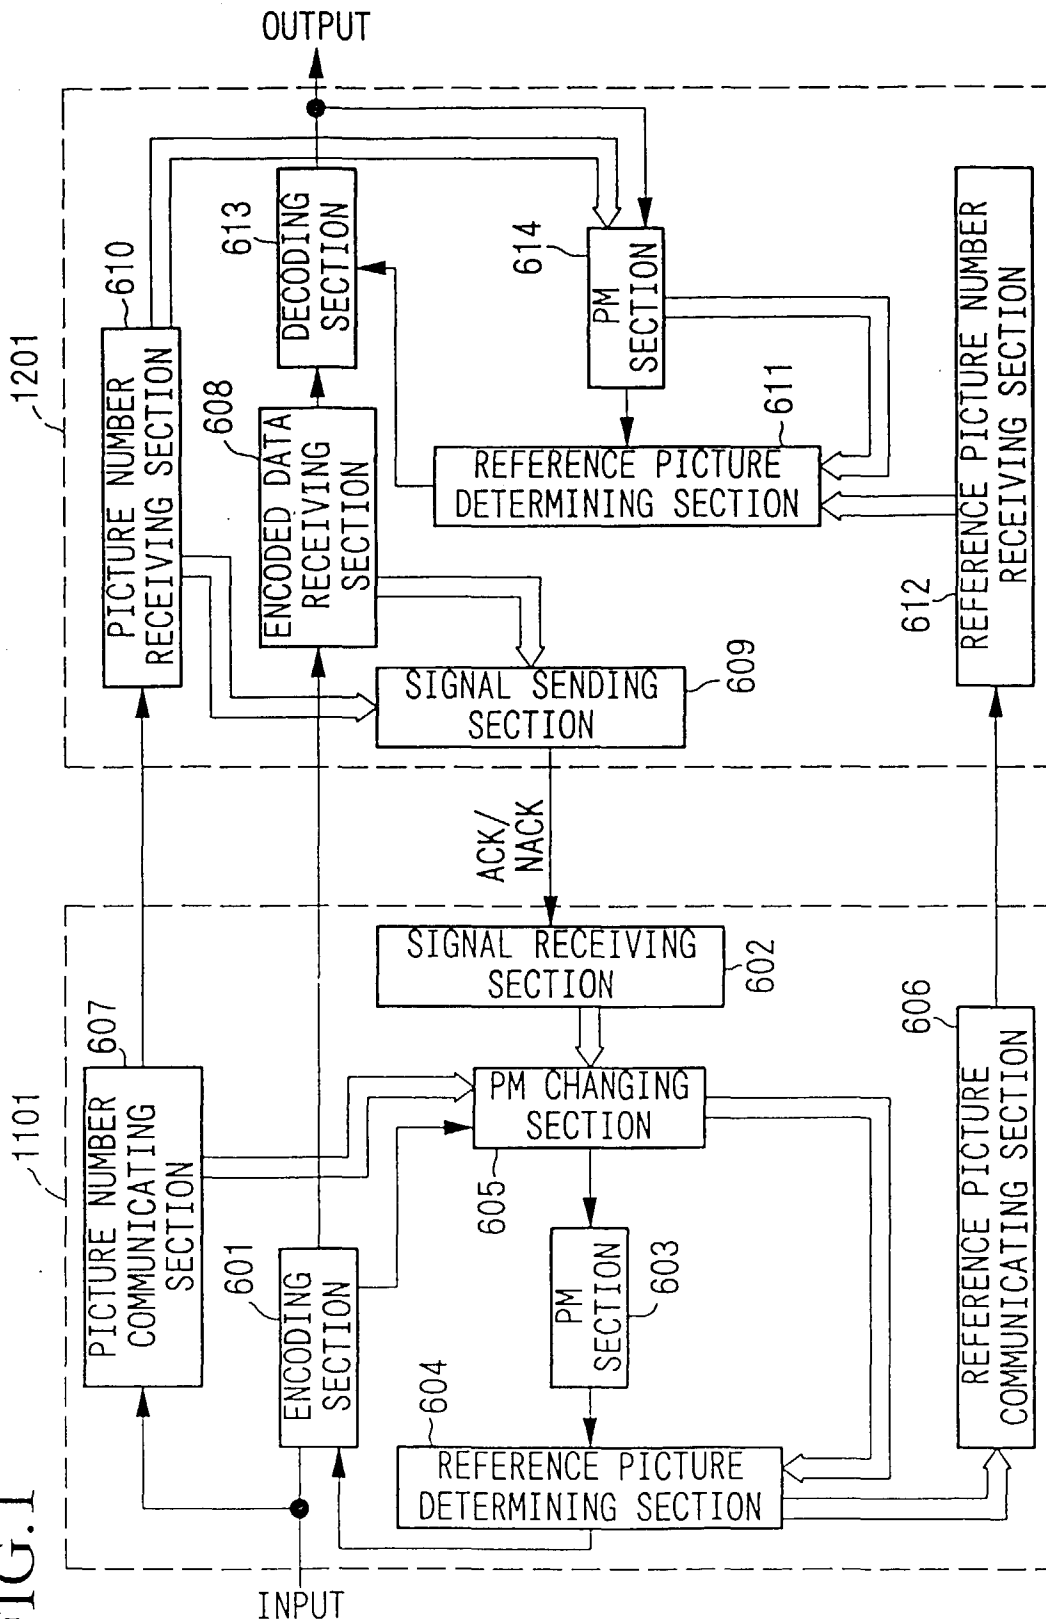 FIG.1
1101
1201
INPUT
PICTURE NUMBER
COMMUNICATING
SECTION
607
PICTURE NUMBER
RECEIVING SECTION
610
601
ENCODING
SECTION
ENCODED DATA
RECEIVING
SECTION
608
613
DECODING
SECTION
OUTPUT
604
REFERENCE PICTURE
DETERMINING SECTION
PM
SECTION
603
PM CHANGING
SECTION
605
SIGNAL RECEIVING
SECTION
602
ACK/
NACK
SIGNAL SENDING
SECTION
609
REFERENCE PICTURE
DETERMINING SECTION
611
PM
SECTION
614
REFERENCE PICTURE
COMMUNICATING SECTION
606
612
REFERENCE PICTURE NUMBER
RECEIVING SECTION